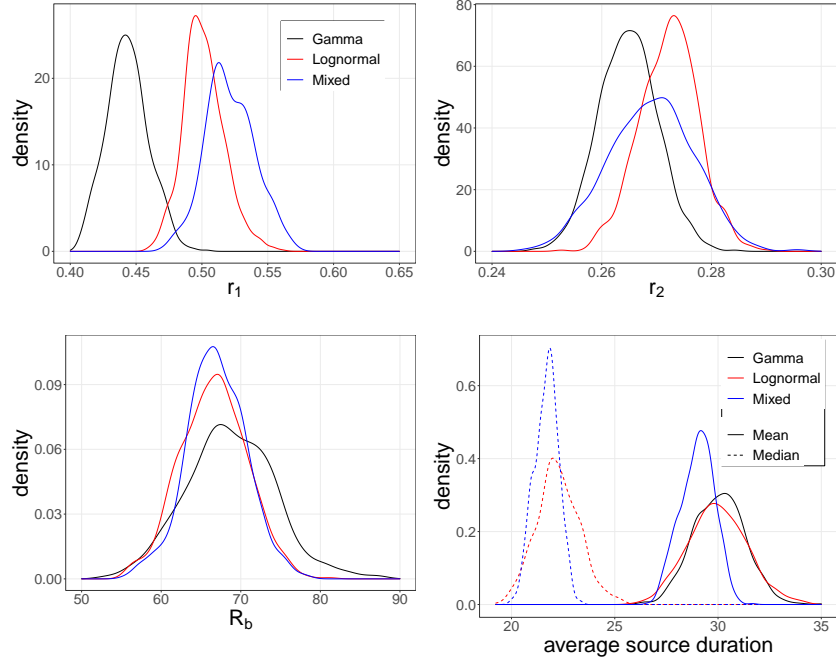 density
20
10
0
0.40
0.45
0.50
0.55
0.60
0.65
r1
Gamma
Lognormal
Mixed
density
80
60
40
20
0
0.24
0.26
0.28
0.30
r2
density
0.09
0.06
0.03
0.00
50
60
70
80
90
Rb
density
0.6
0.4
0.2
0.0
20
25
30
35
average source duration
Gamma
Lognormal
Mixed
Mean
Median